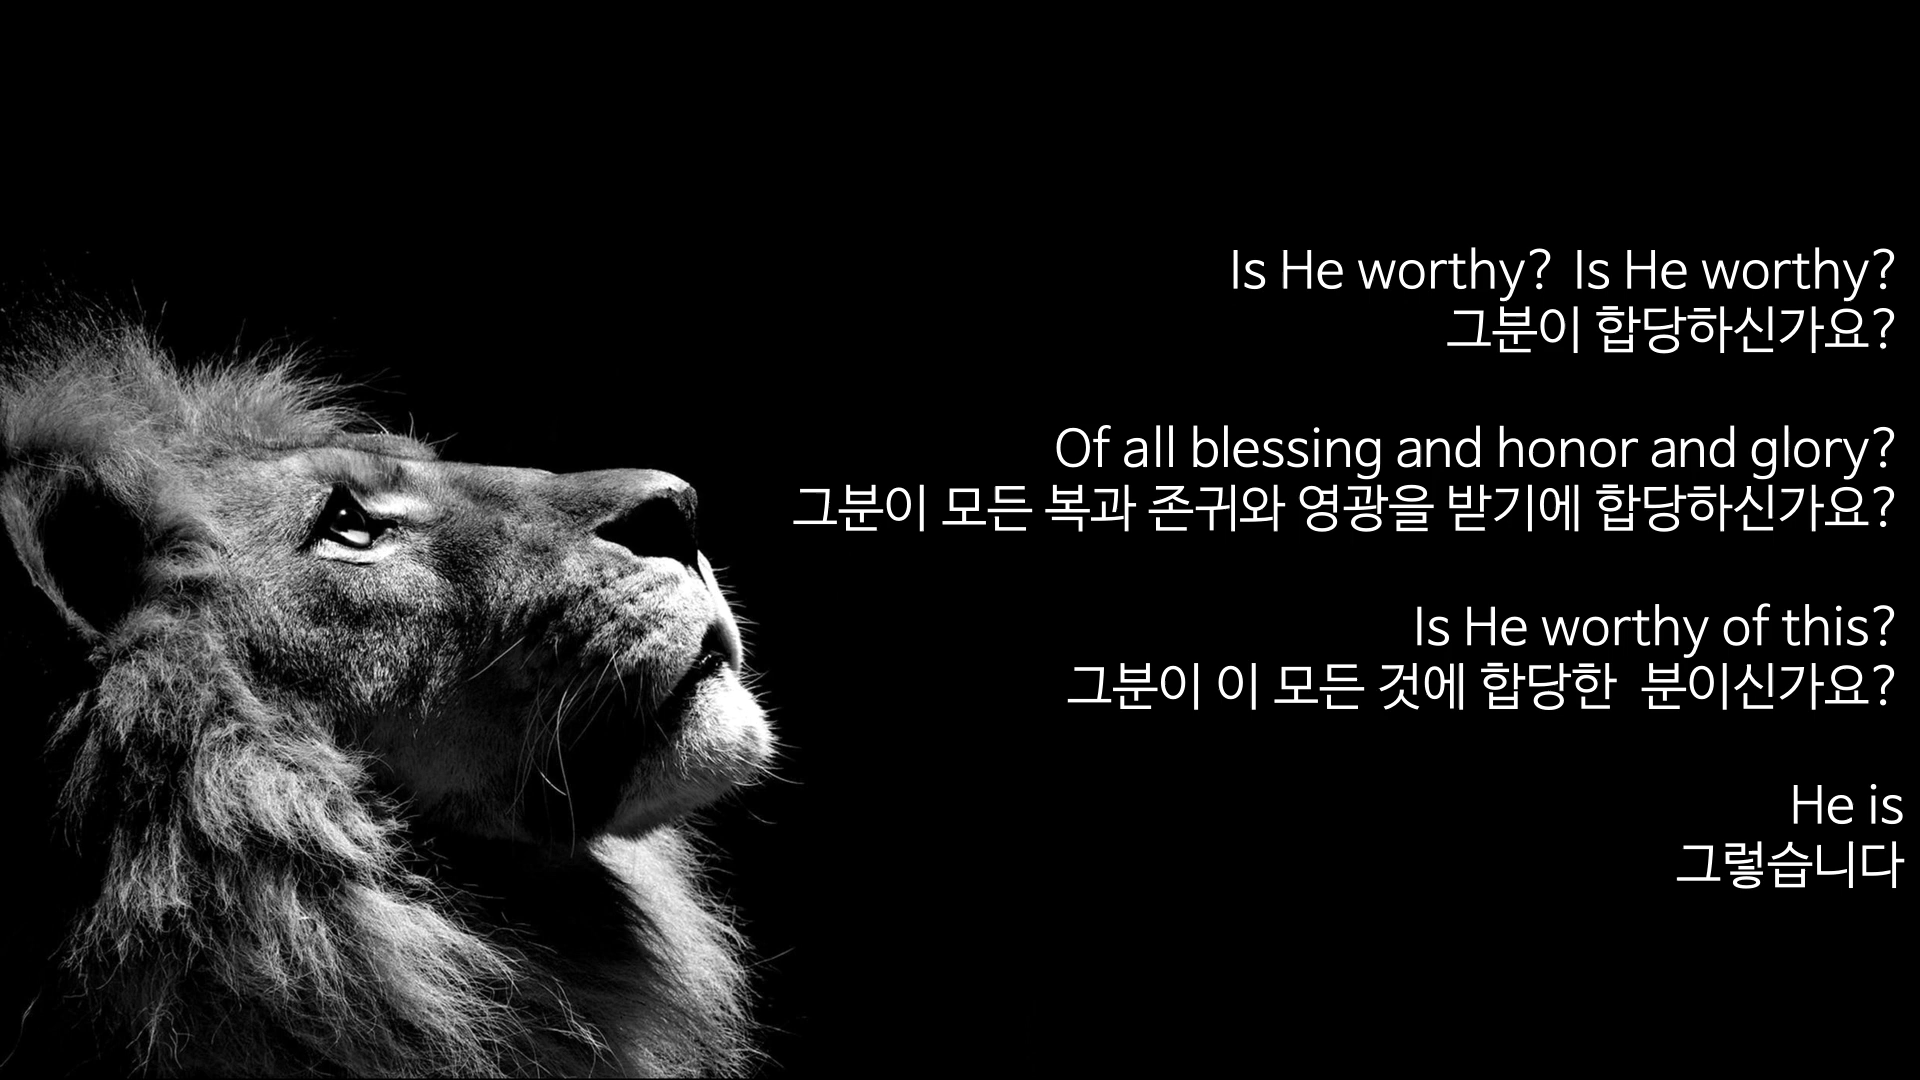 Is He worthy? Is He worthy?
그분이 합당하신가요?
Of all blessing and honor and glory?
그분이 모든 복과 존귀와 영광을 받기에 합당하신가요?
Is He worthy of this?
그분이 이 모든 것에 합당한 분이신가요?
He is
그렇습니다